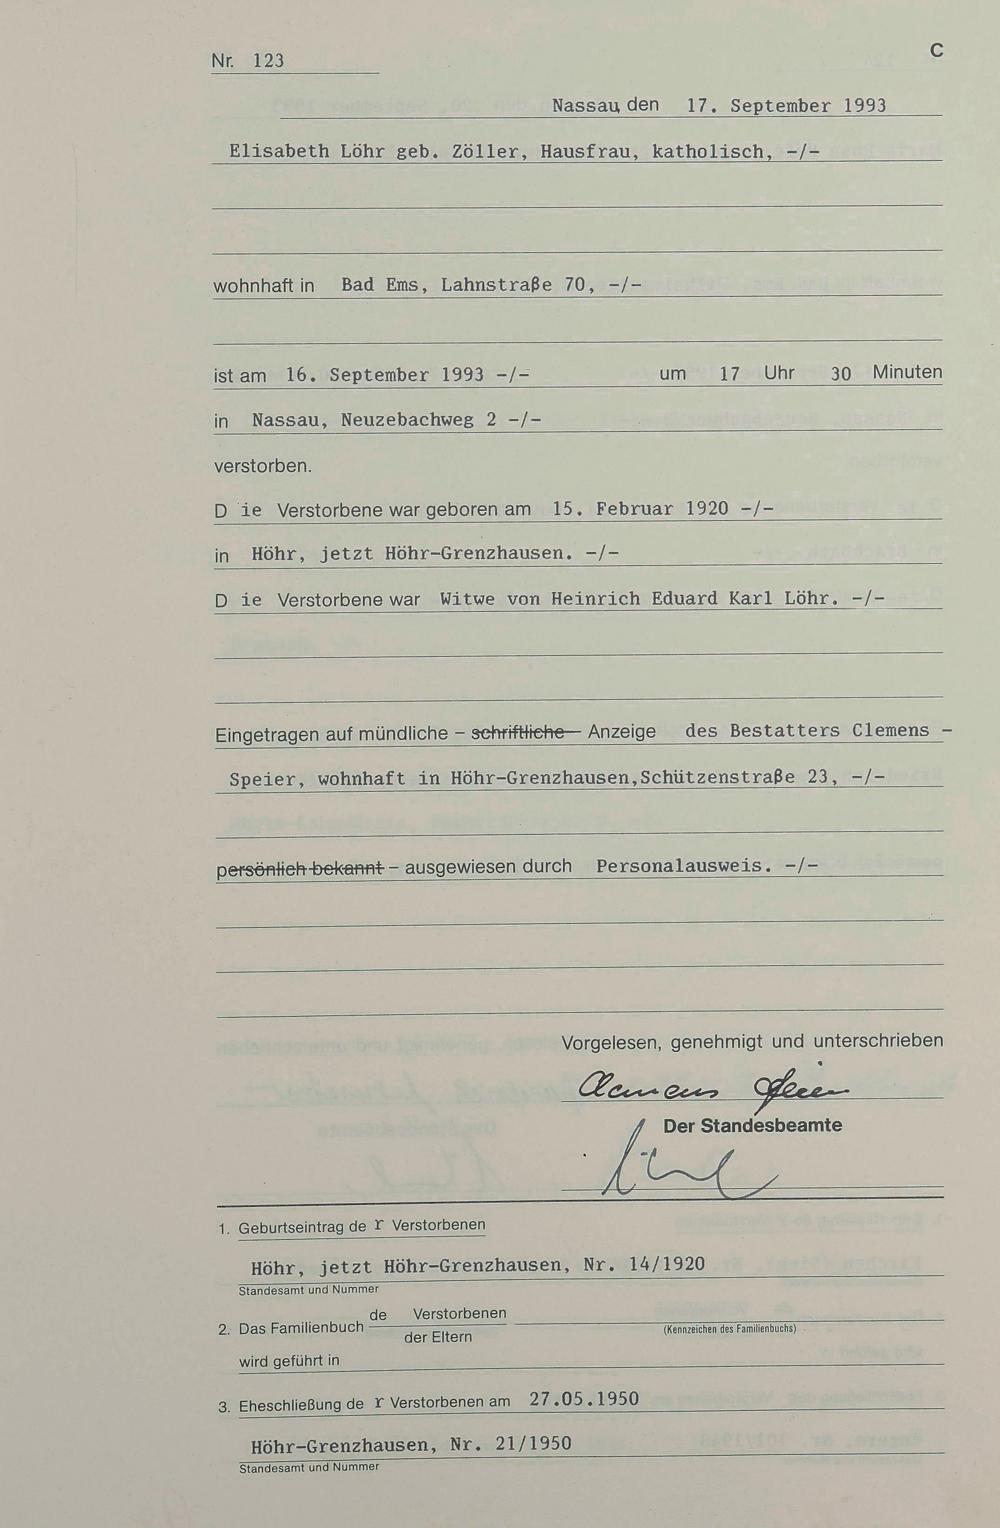 Nr. 123
C
Nassau, den 17. September 1993
Elisabeth Löhr geb. Zöller, Hausfrau, katholisch, -/-
wohnhaft in Bad Ems, Lahnstraße 70, -/-
ist am 16. September 1993 -/- um 17 Uhr 30 Minuten
in Nassau, Neuzebachweg 2 -/-
verstorben.
D ie Verstorbene war geboren am 15. Februar 1920 -/-
in Höhr, jetzt Höhr-Grenzhausen. -/-
D ie Verstorbene war Witwe von Heinrich Eduard Karl Löhr. -/-
Eingetragen auf mündliche – schriftliche – Anzeige des Bestatters Clemens -
Speier, wohnhaft in Höhr-Grenzhausen,Schützenstraße 23, -/-
persönlich bekannt – ausgewiesen durch Personalausweis. -/-
Vorgelesen, genehmigt und unterschrieben
Clemens Speier
Der Standesbeamte
1. Geburtseintrag de r Verstorbenen
Höhr, jetzt Höhr-Grenzhausen, Nr. 14/1920
Standesamt und Nummer
2. Das Familienbuch de Verstorbenen
der Eltern
(Kennzeichen des Familienbuchs)
wird geführt in
3. Eheschließung de r Verstorbenen am 27.05.1950
Höhr-Grenzhausen, Nr. 21/1950
Standesamt und Nummer